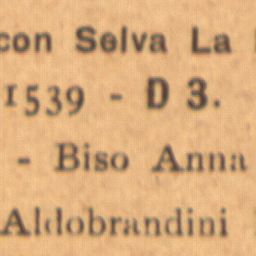 con Selva La
1539 - D 3.
- Biso Anna
Aldobrandini